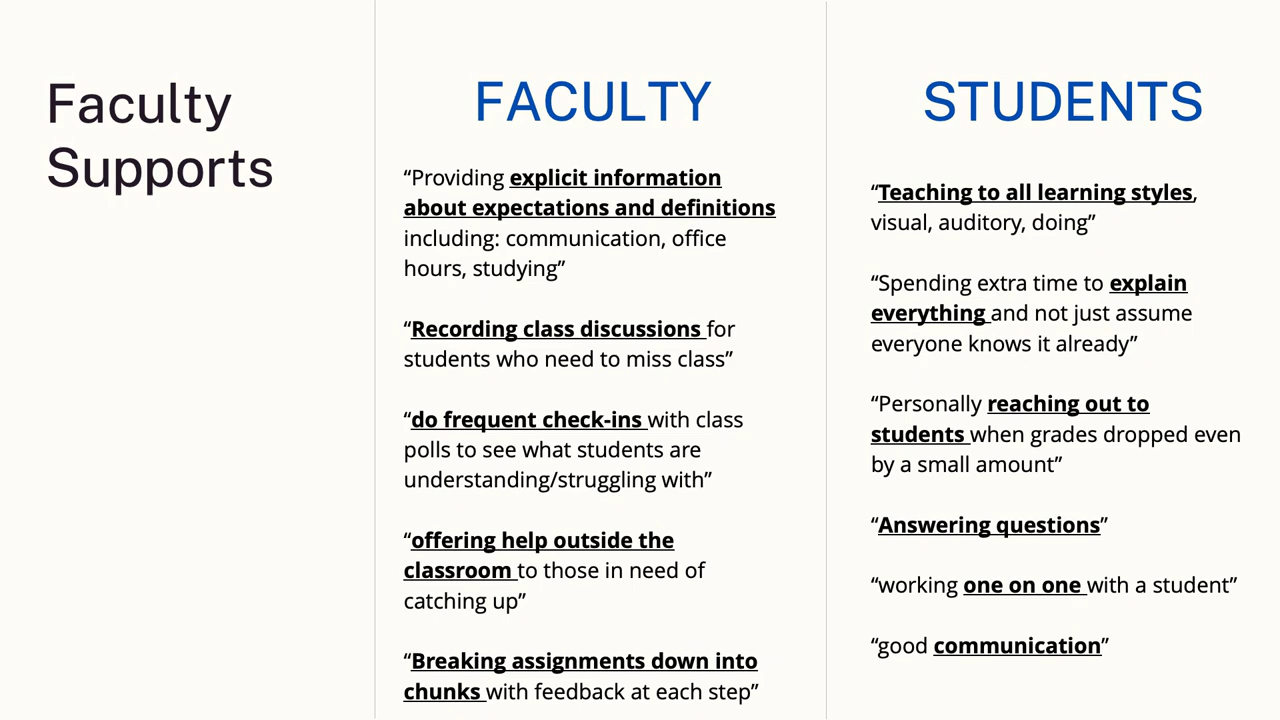 Faculty
Supports
FACULTY
“Providing explicit information
about expectations and definitions
including: communication, office
hours, studying”
“Recording class discussions for
students who need to miss class”
“do frequent check-ins with class
polls to see what students are
understanding/struggling with”
“offering help outside the
classroom to those in need of
catching up”
“Breaking assignments down into
chunks with feedback at each step”
STUDENTS
“Teaching to all learning styles,
visual, auditory, doing”
“Spending extra time to explain
everything and not just assume
everyone knows it already”
“Personally reaching out to
students when grades dropped even
by a small amount”
“Answering questions”
“working one on one with a student”
“good communication”